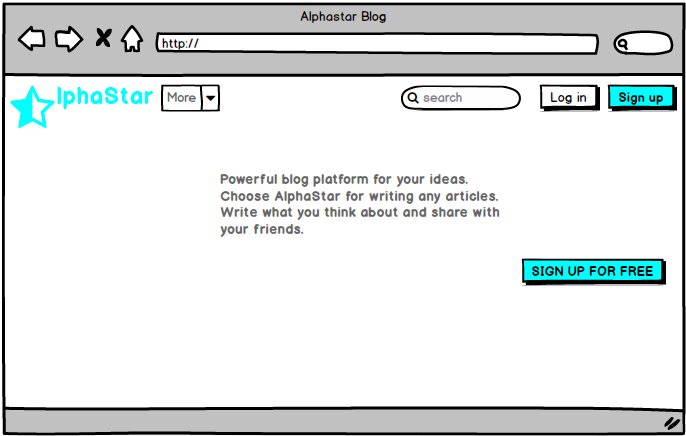 Alphastar Blog
http://
lphaStar
More
search
Log in
Sign up
Powerful blog platform for your ideas.
Choose AlphaStar for writing any articles.
Write what you think about and share with
your friends.
SIGN UP FOR FREE